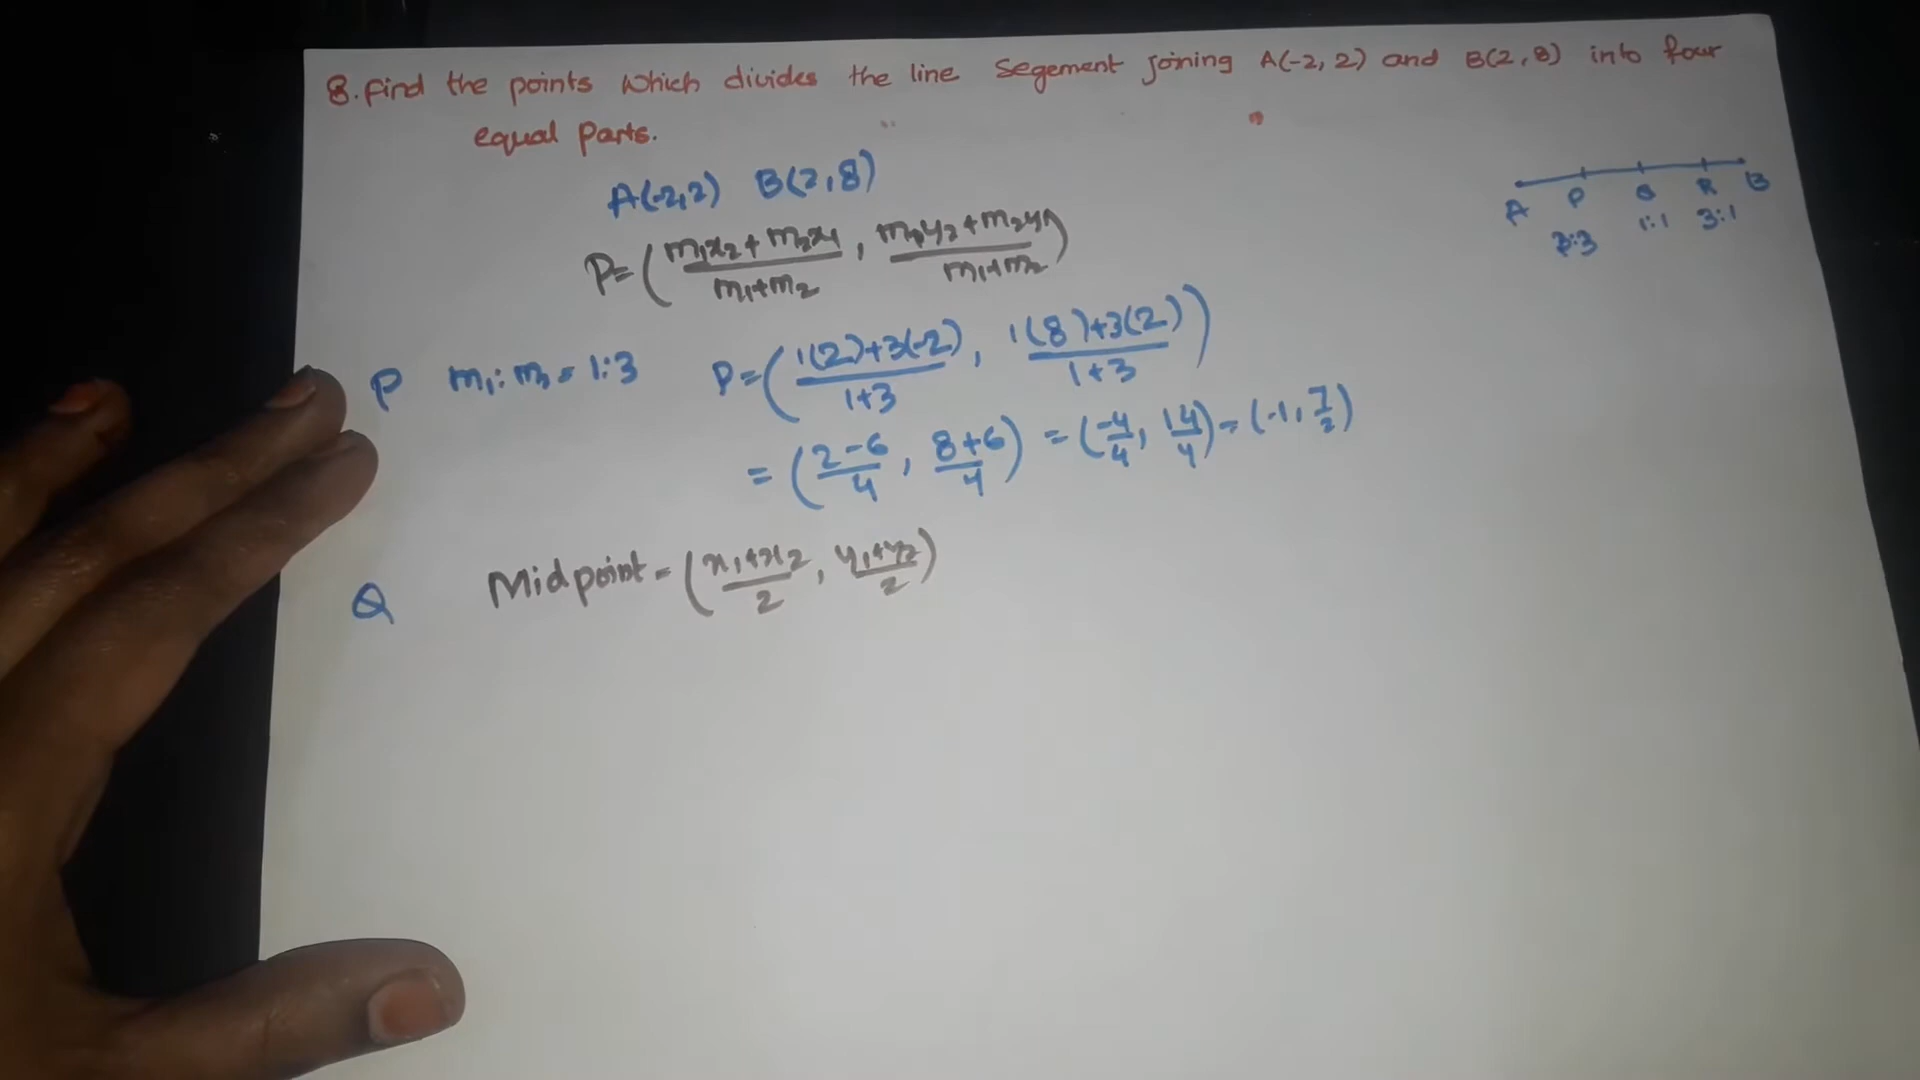 8. Find the points which divides the line segement joining A(-2, 2) and B(2, 8) into four
equal parts.
A(-2,2) B(2,8)
A P Q R B
1:1 3:1
P = (m₁x₂+m₂x₁/m₁+m₂, m₁y₂+m₂y₁/m₁+m₂)
P m₁:m₂ = 1:3 P = (1(2)+3(-2)/1+3, 1(8)+3(2)/1+3)
= (2-6/4, 8+6/4) = (-4/4, 14/4) = (-1, 7/2)
Q Midpoint = (x₁+x₂/2, y₁+y₂/2)